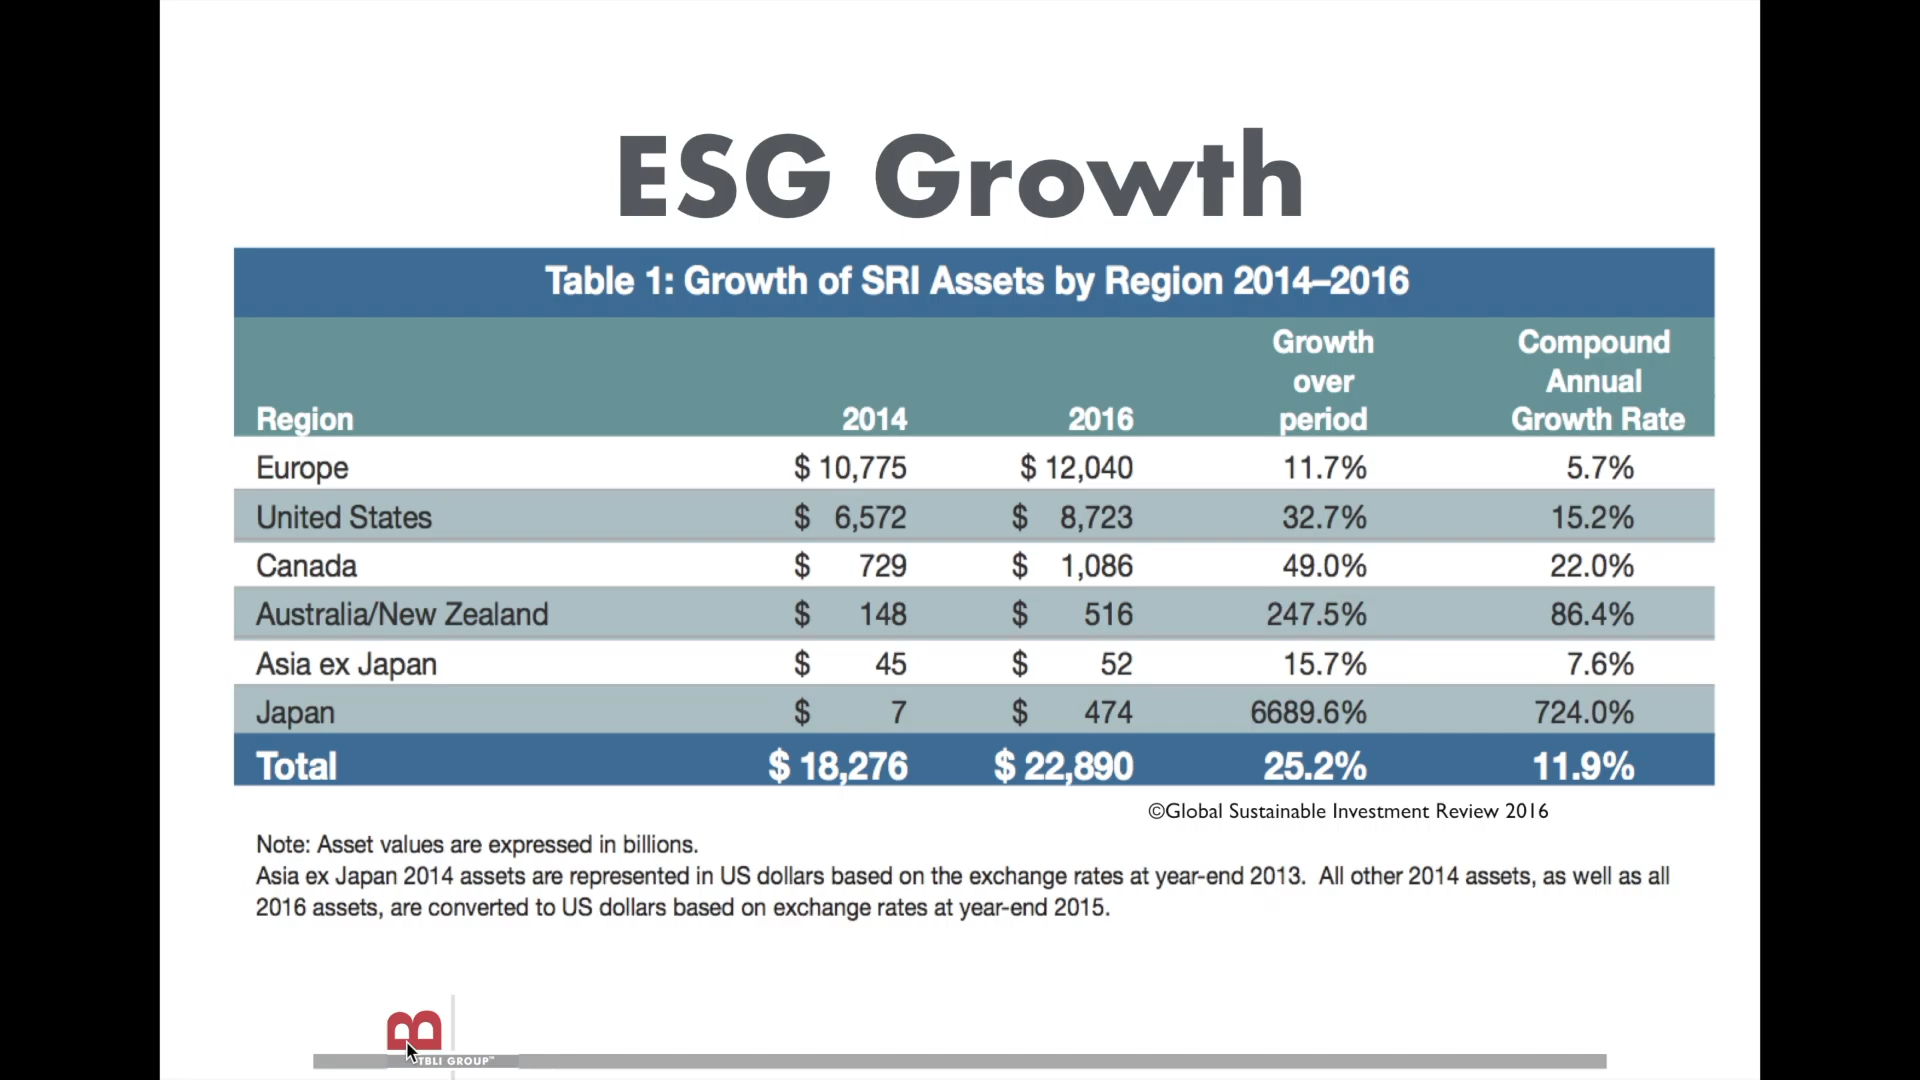 ESG Growth
Table 1: Growth of SRI Assets by Region 2014–2016
Region 2014 2016 Growth over period Compound Annual Growth Rate
Europe $ 10,775 $ 12,040 11.7% 5.7%
United States $ 6,572 $ 8,723 32.7% 15.2%
Canada $ 729 $ 1,086 49.0% 22.0%
Australia/New Zealand $ 148 $ 516 247.5% 86.4%
Asia ex Japan $ 45 $ 52 15.7% 7.6%
Japan $ 7 $ 474 6689.6% 724.0%
Total $ 18,276 $ 22,890 25.2% 11.9%
©Global Sustainable Investment Review 2016
Note: Asset values are expressed in billions.
Asia ex Japan 2014 assets are represented in US dollars based on the exchange rates at year-end 2013. All other 2014 assets, as well as all
2016 assets, are converted to US dollars based on exchange rates at year-end 2015.
B
TBLI GROUP™